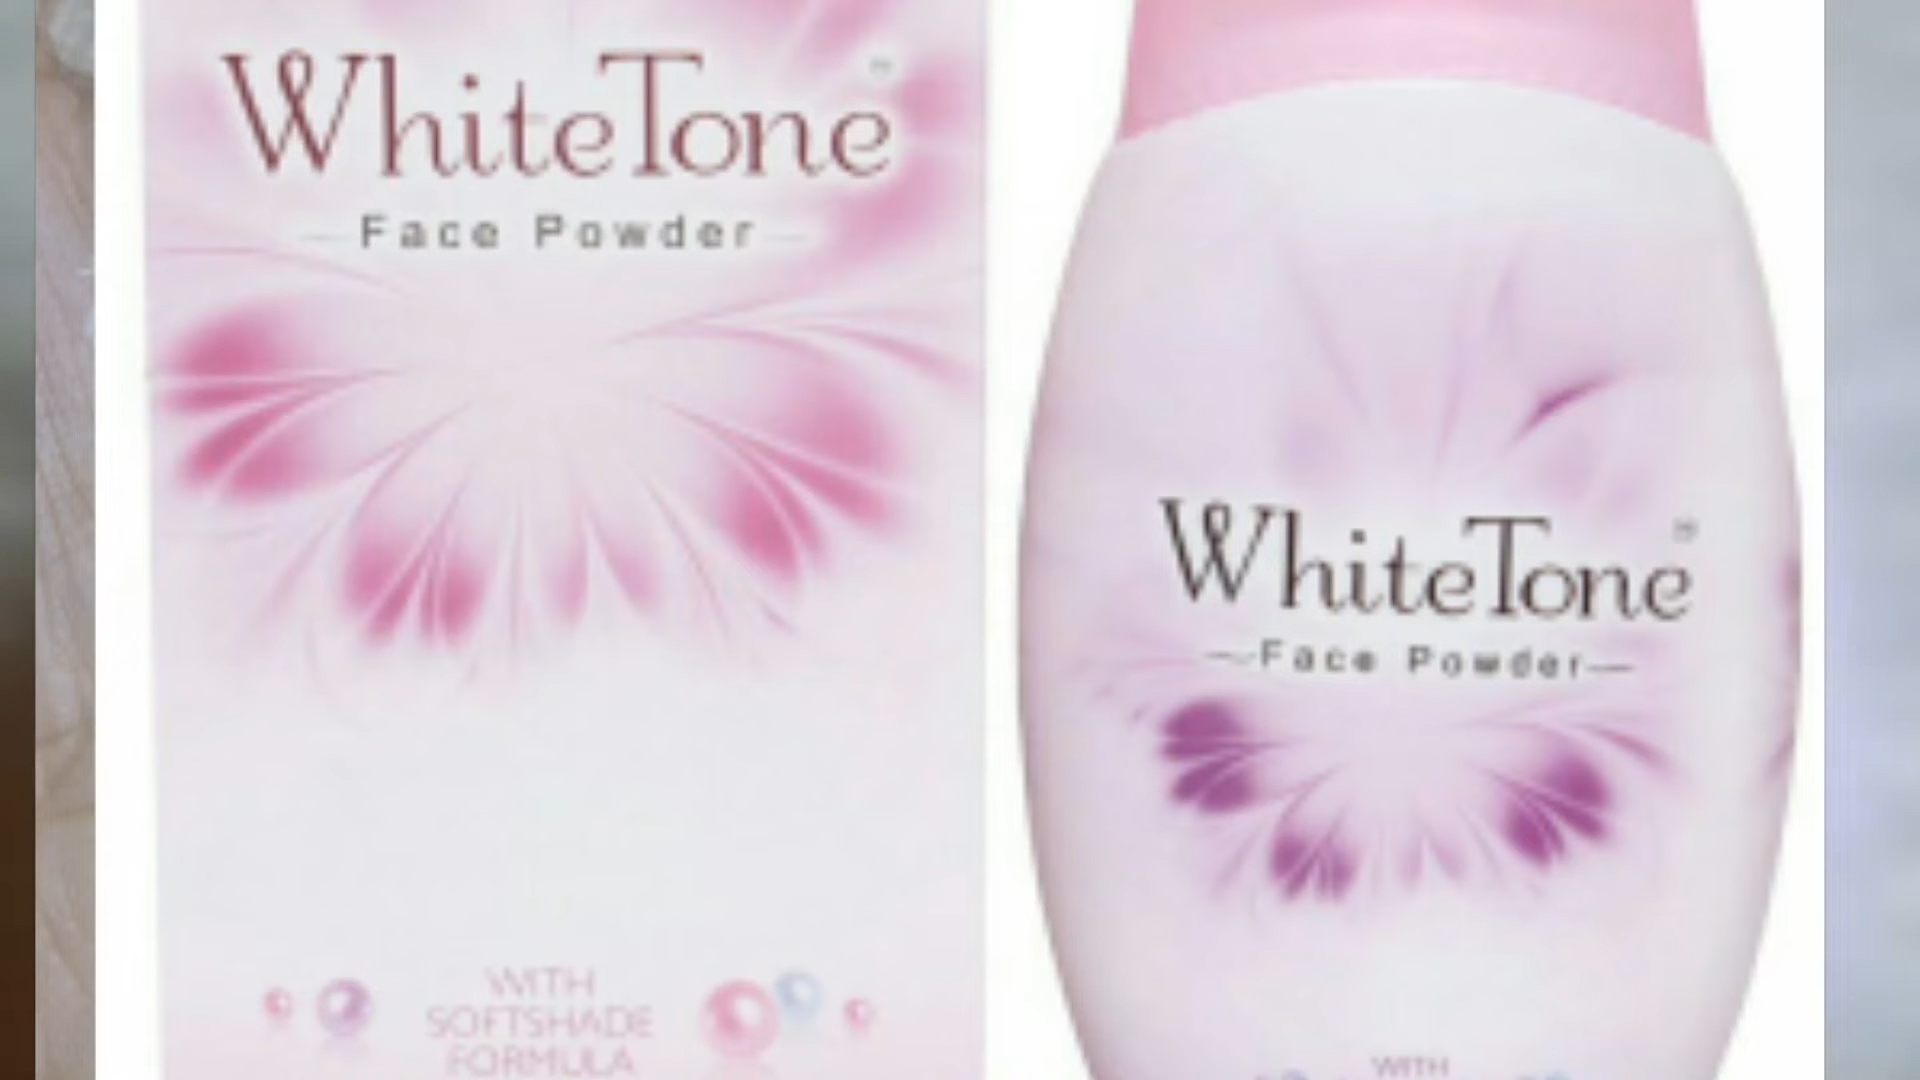 WhiteTone
Face Powder
WITH
SOFTSHADE
FORMULA
WhiteTone
Face Powder
WITH